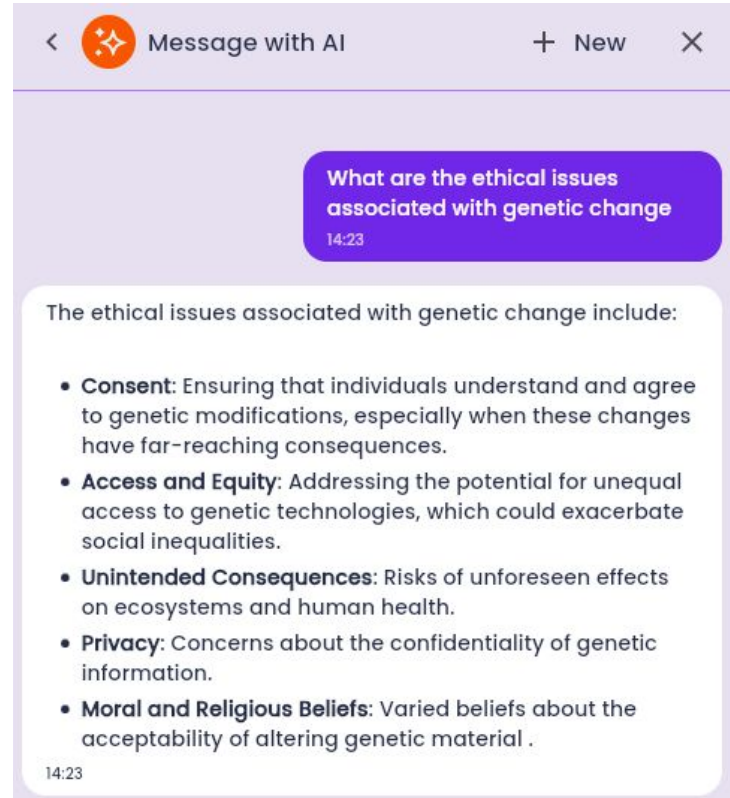 Message with AI
+ New
What are the ethical issues
associated with genetic change
14:23
The ethical issues associated with genetic change include:
• Consent: Ensuring that individuals understand and agree
to genetic modifications, especially when these changes
have far-reaching consequences.
• Access and Equity: Addressing the potential for unequal
access to genetic technologies, which could exacerbate
social inequalities.
• Unintended Consequences: Risks of unforeseen effects
on ecosystems and human health.
• Privacy: Concerns about the confidentiality of genetic
information.
• Moral and Religious Beliefs: Varied beliefs about the
acceptability of altering genetic material .
14:23